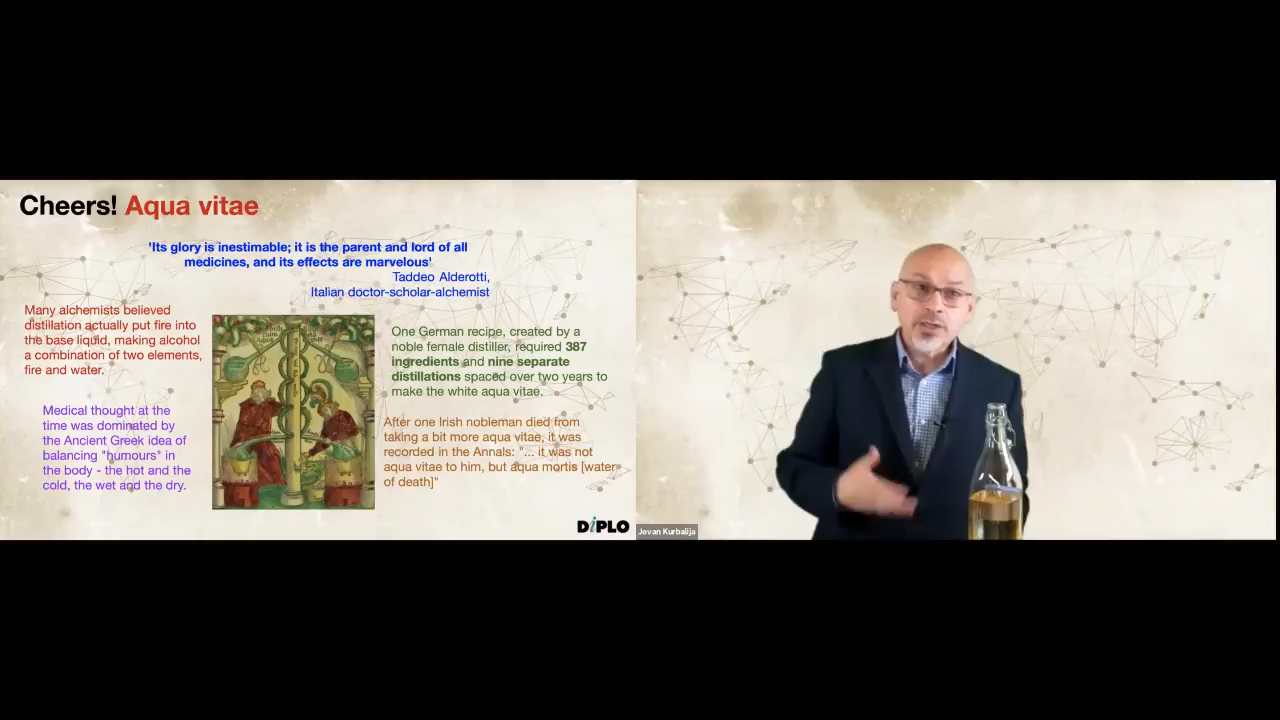 Cheers! Aqua vitae
'Its glory is inestimable; it is the parent and lord of all
medicines, and its effects are marvelous'
Taddeo Alderotti,
Italian doctor-scholar-alchemist
Many alchemists believed
distillation actually put fire into
the base liquid, making alcohol
a combination of two elements,
fire and water.
Medical thought at the
time was dominated by
the Ancient Greek idea of
balancing "humours" in
the body - the hot and the
cold, the wet and the dry.
One German recipe, created by a
noble female distiller, required 387
ingredients and nine separate
distillations spaced over two years to
make the white aqua vitae.
After one Irish nobleman died from
taking a bit more aqua vitae, it was
recorded in the Annals: "... it was not
aqua vitae to him, but aqua mortis [water
of death]"
DiPLO
Jovan Kurbalija